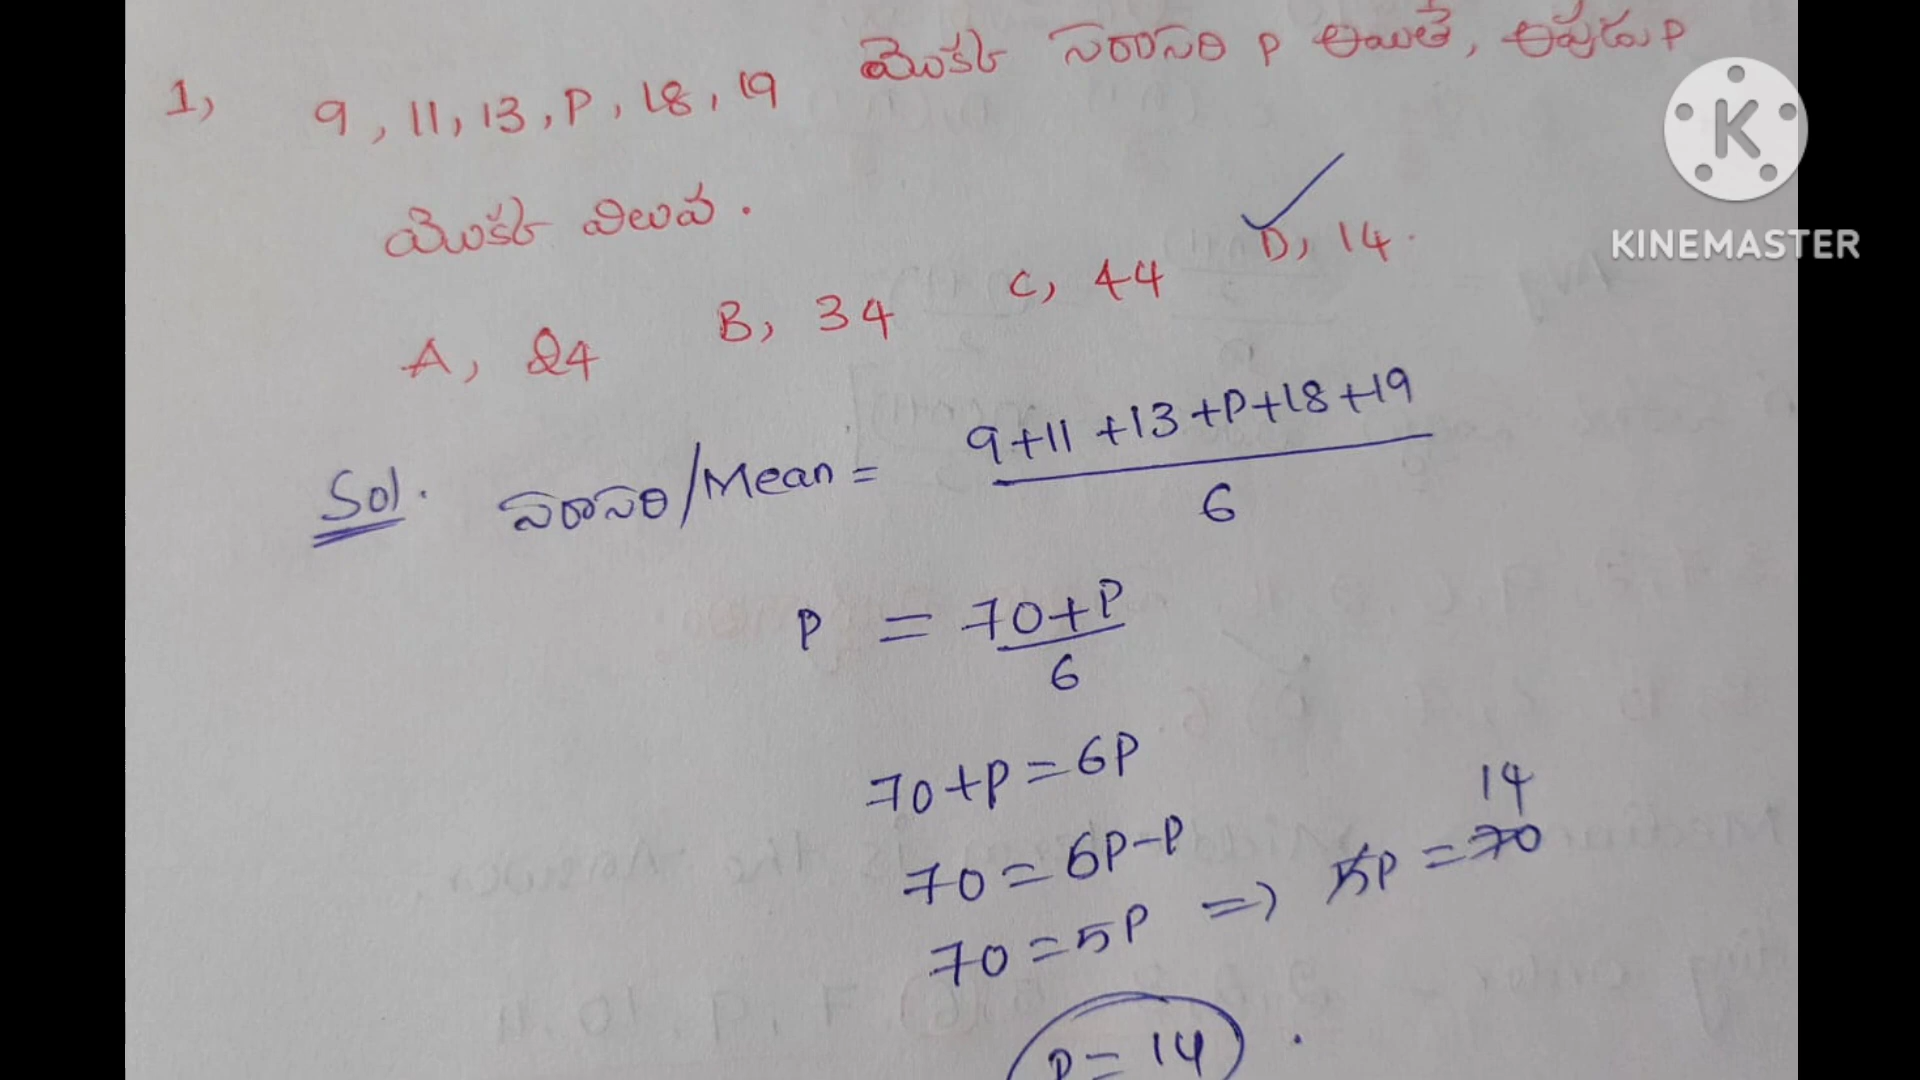 1, 9, 11, 13, P, 18, 19 యొక్క సరాసరి P అయితే, అప్పుడు P
యొక్క విలువ.
A, 24 B, 34 C, 44 D, 14.
Sol. సరాసరి/Mean = 9+11+13+P+18+19
6
P = 70+P
6
70+P=6P
70=6P-P
70=5P => 5P=70 14
P=14.
K
KINEMASTER